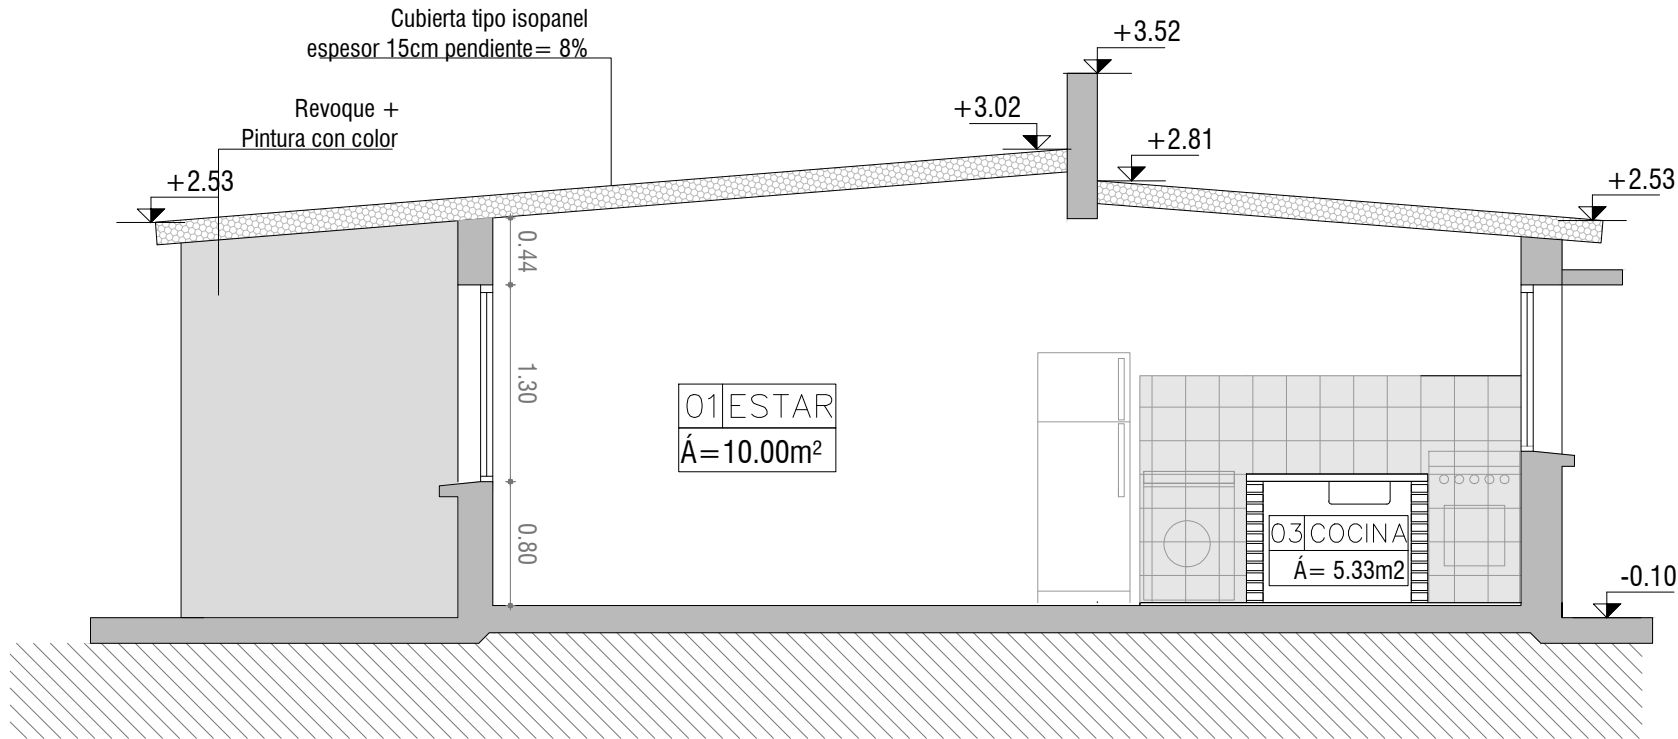 Cubierta tipo isopanel
espesor 15cm pendiente= 8%
Revoque +
Pintura con color
+2.53
+3.02
+3.52
+2.81
+2.53
0.44
1.30
0.80
01 ESTAR
Á=10.00m²
03 COCINA
Á= 5.33m2
-0.10